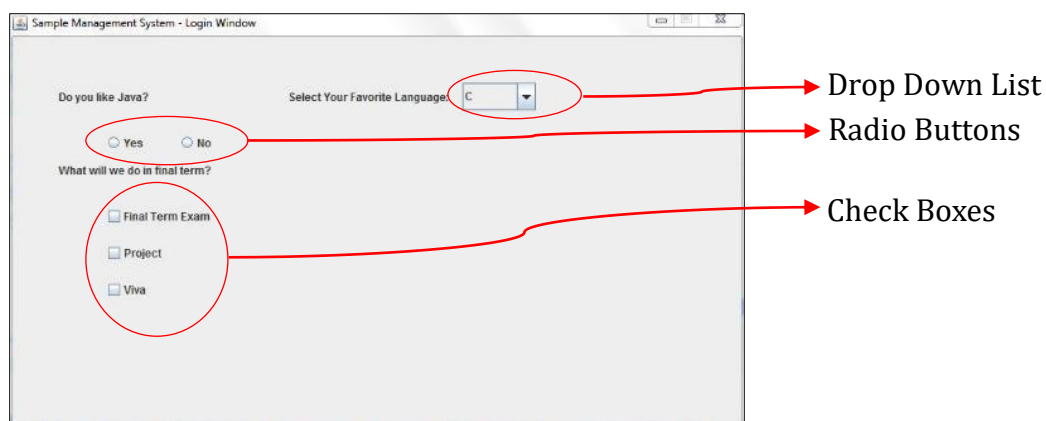 Sample Management System - Login Window
Do you like Java?
Select Your Favorite Language:
C
Drop Down List
Yes
No
Radio Buttons
What will we do in final term?
Final Term Exam
Check Boxes
Project
Viva